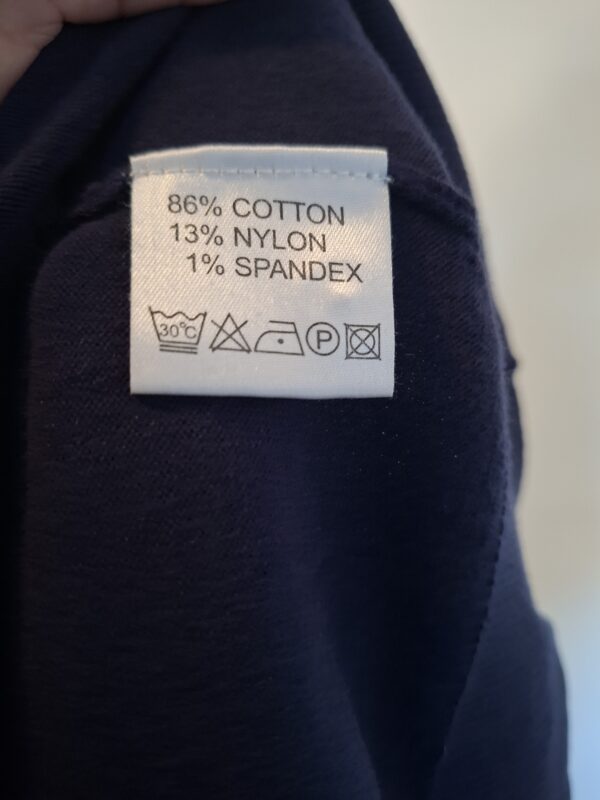 86% COTTON
13% NYLON
1% SPANDEX
30°C P